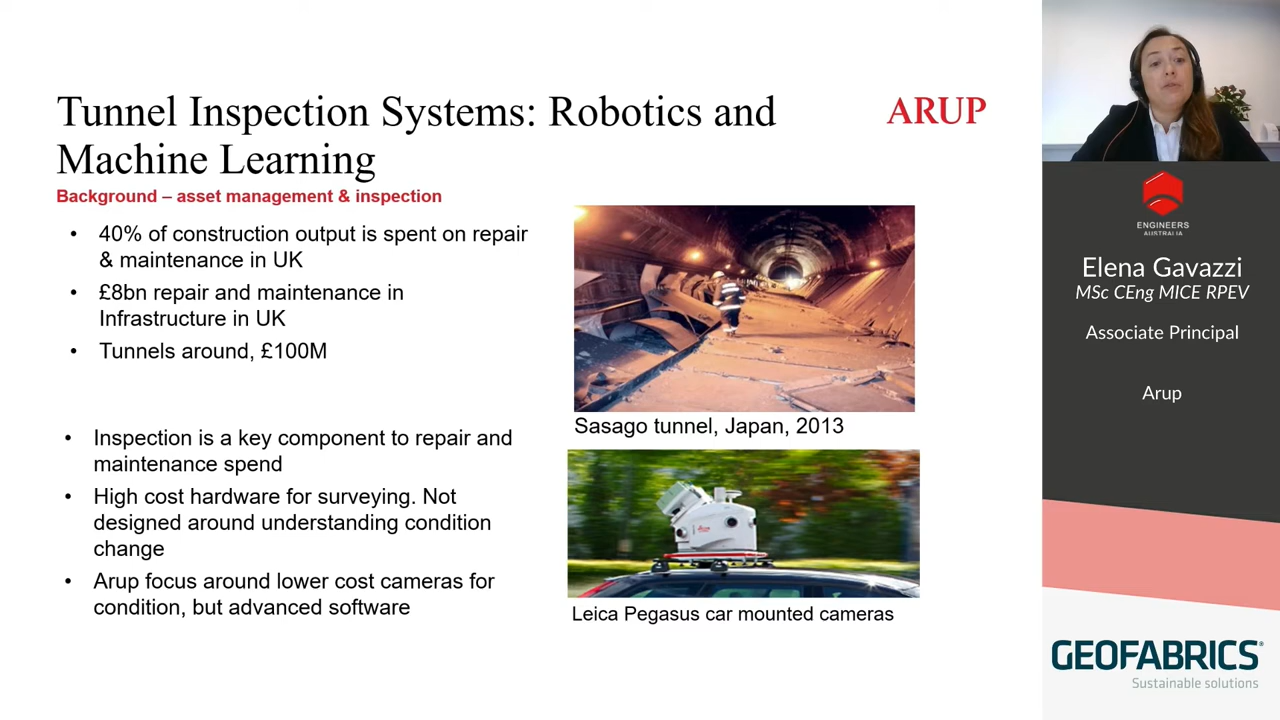 Tunnel Inspection Systems: Robotics and
Machine Learning
ARUP
Background – asset management & inspection
• 40% of construction output is spent on repair
& maintenance in UK
• £8bn repair and maintenance in
Infrastructure in UK
• Tunnels around, £100M
• Inspection is a key component to repair and
maintenance spend
• High cost hardware for surveying. Not
designed around understanding condition
change
• Arup focus around lower cost cameras for
condition, but advanced software
Sasago tunnel, Japan, 2013
Leica Pegasus car mounted cameras
ENGINEERS
AUSTRALIA
Elena Gavazzi
MSc CEng MICE RPEV
Associate Principal
Arup
GEOFABRICS®
Sustainable solutions